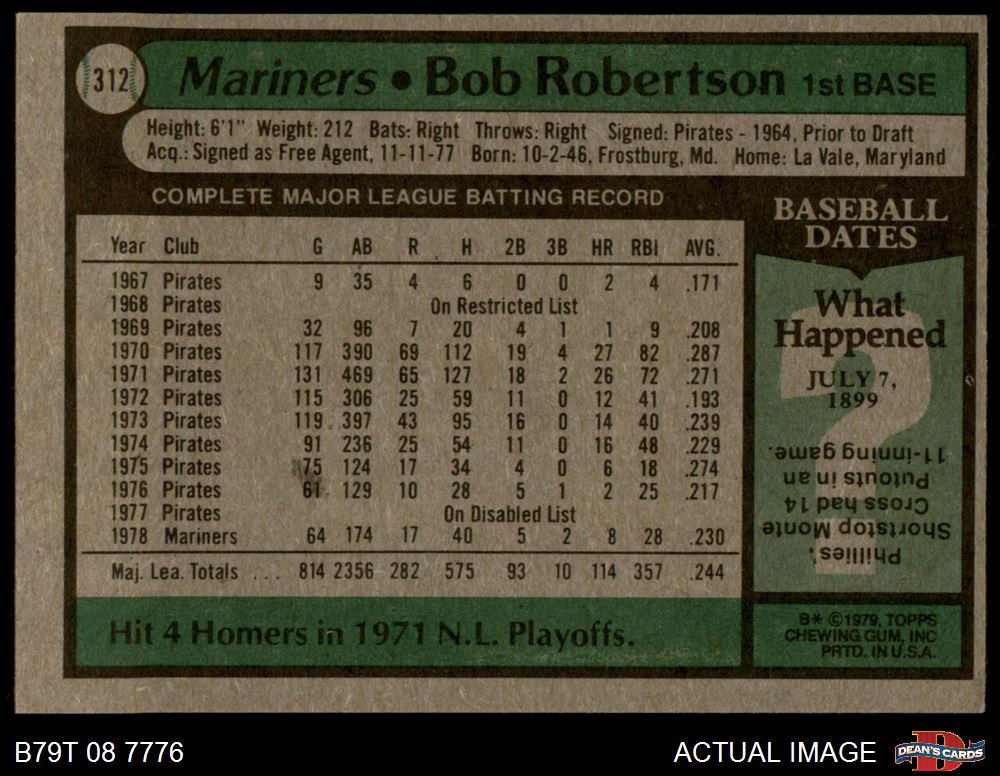 312
Mariners • Bob Robertson 1st BASE
Height: 6'1" Weight: 212 Bats: Right Throws: Right Signed: Pirates - 1964, Prior to Draft
Acq.: Signed as Free Agent, 11-11-77 Born: 10-2-46, Frostburg, Md. Home: La Vale, Maryland
COMPLETE MAJOR LEAGUE BATTING RECORD
Year Club G AB R H 2B 3B HR RBI AVG.
1967 Pirates 9 35 4 6 0 0 2 4 .171
1968 Pirates On Restricted List
1969 Pirates 32 96 7 20 4 1 1 9 .208
1970 Pirates 117 390 69 112 19 4 27 82 .287
1971 Pirates 131 469 65 127 18 2 26 72 .271
1972 Pirates 115 306 25 59 11 0 12 41 .193
1973 Pirates 119 397 43 95 16 0 14 40 .239
1974 Pirates 91 236 25 54 11 0 16 48 .229
1975 Pirates 75 124 17 34 4 0 6 18 .274
1976 Pirates 61 129 10 28 5 1 2 25 .217
1977 Pirates On Disabled List
1978 Mariners 64 174 17 40 5 2 8 28 .230
Maj. Lea. Totals ... 814 2356 282 575 93 10 114 357 .244
Hit 4 Homers in 1971 N.L. Playoffs.
BASEBALL
DATES
What
Happened
JULY 7,
1899
Phillies'
Shortstop Monte
Cross had 14
Putouts in an
11-inning game.
B* ©1979, TOPPS
CHEWING GUM, INC
PRTD. IN U.S.A.
B79T 08 7776
ACTUAL IMAGE
DEAN'S CARDS